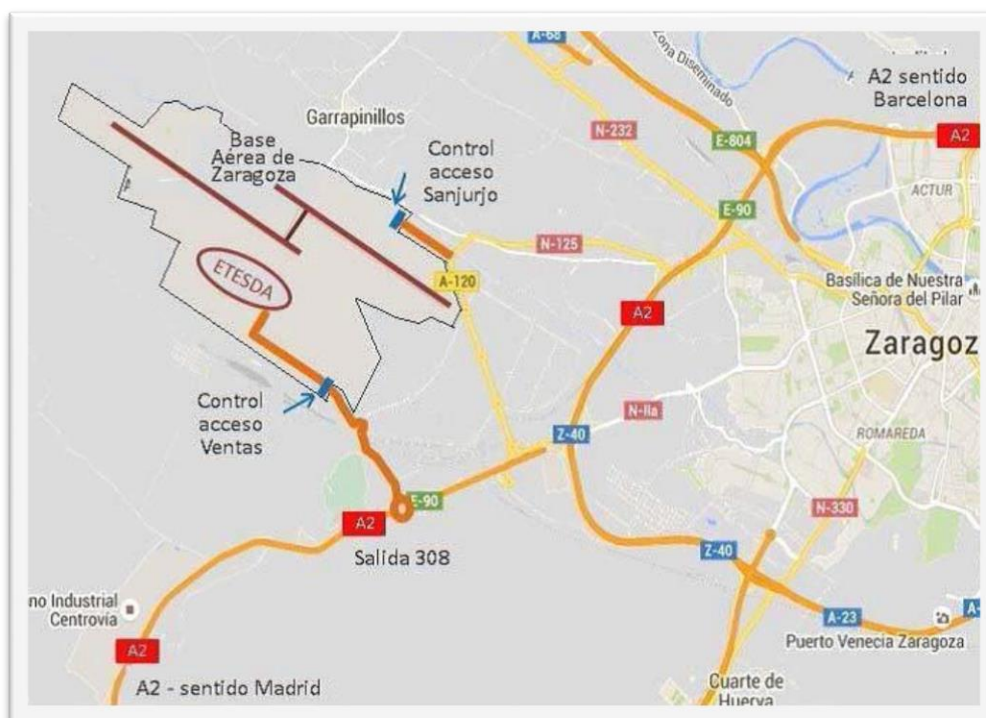 A-68
Zona Diseminado
A2 sentido
Barcelona
Garrapinillos
N-232
E-804
A2
Base
Aérea de
Zaragoza
Control
acceso
Sanjurjo
ACTUR
E-90
N-125
ETESDA
A-120
Basílica de Nuestra
Señora del Pilar
A2
Zaragoz
Control
acceso
Ventas
N-IIa
Z-40
ROMAREDA
E-90
A2
N-330
Salida 308
Z-40
no Industrial
Centrovía
A-23
A-
Puerto Venecia Zaragoza
A2
A2 - sentido Madrid
Cuarte de
Huerva